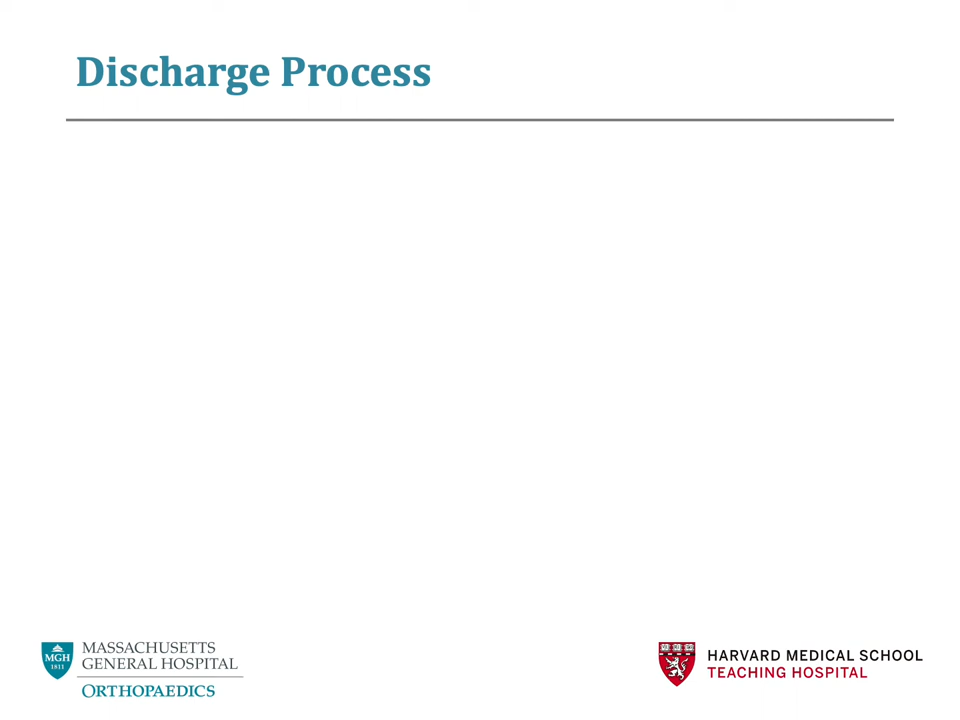 Discharge Process
MGH
1811
MASSACHUSETTS
GENERAL HOSPITAL
ORTHOPAEDICS
HARVARD MEDICAL SCHOOL
TEACHING HOSPITAL